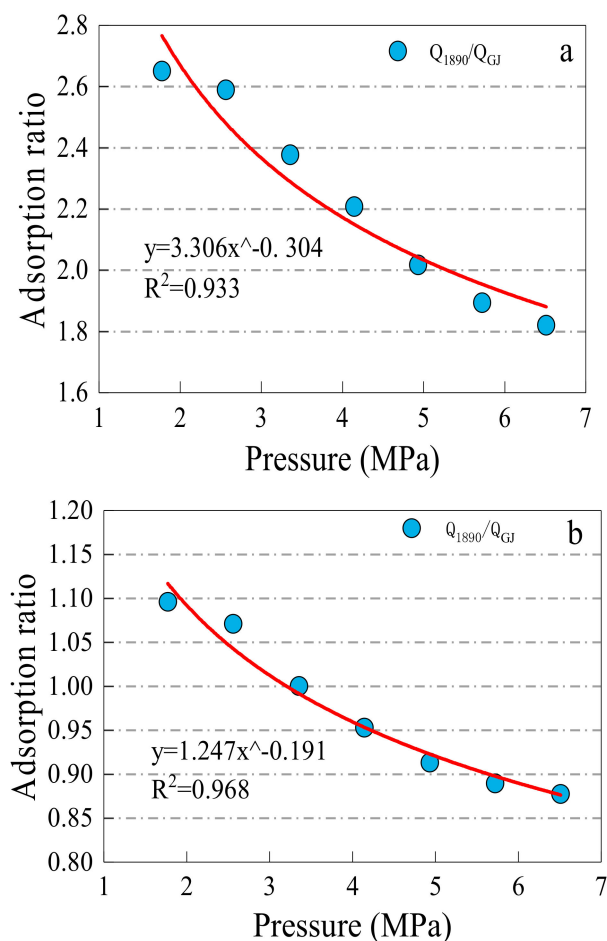 2.8
Q1890/QGJ
a
2.6
2.4
2.2
2.0
1.8
1.6
Adsorption ratio
y=3.306x^-0. 304
R2=0.933
1 2 3 4 5 6 7
Pressure (MPa)
1.20
Q1890/QGJ
b
1.15
1.10
1.05
1.00
0.95
0.90
0.85
0.80
Adsorption ratio
y=1.247x^-0.191
R2=0.968
1 2 3 4 5 6 7
Pressure (MPa)